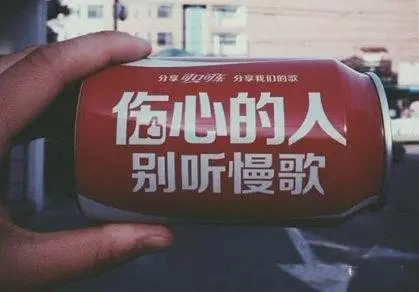 分享 可口可乐 分享我们的歌
伤心的人
别听慢歌